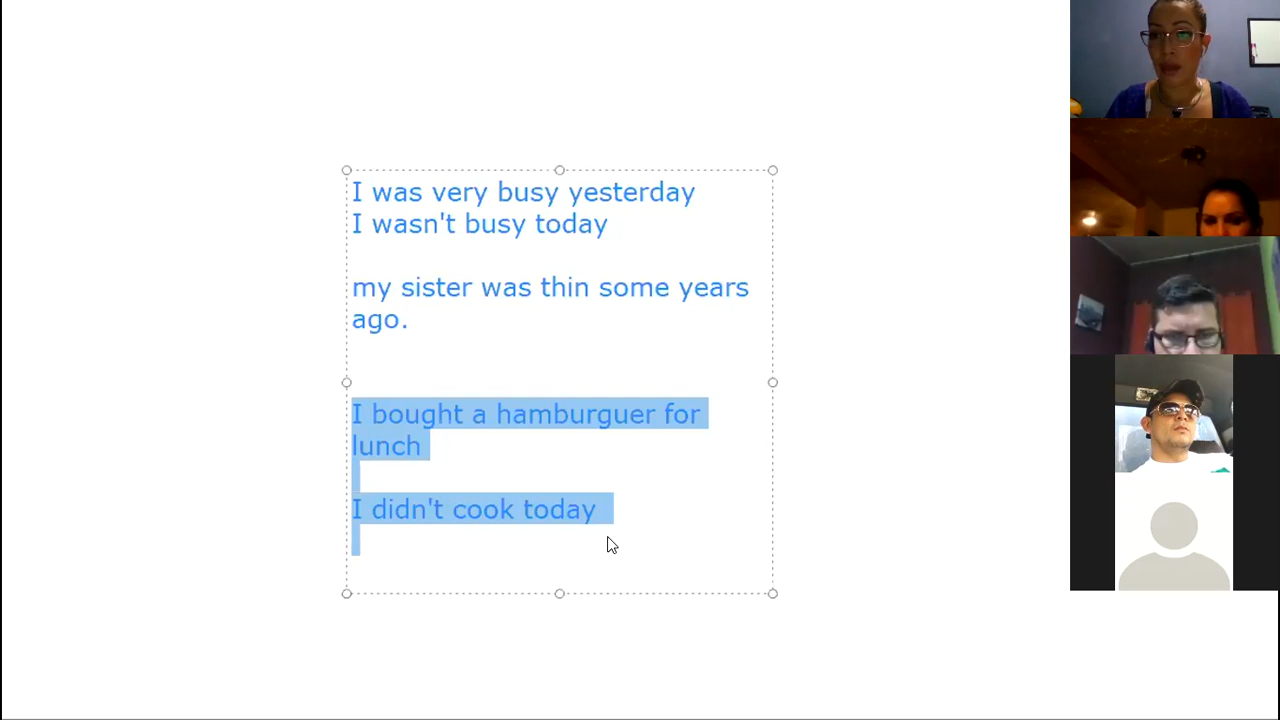 I was very busy yesterday
I wasn't busy today
my sister was thin some years
ago.
I bought a hamburguer for
lunch
I didn't cook today